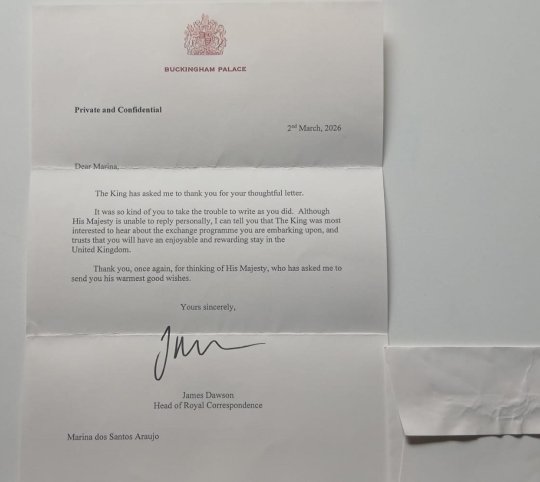 BUCKINGHAM PALACE
Private and Confidential
2nd March, 2026
Dear Marina,
The King has asked me to thank you for your thoughtful letter.
It was so kind of you to take the trouble to write as you did. Although
His Majesty is unable to reply personally, I can tell you that The King was most
interested to hear about the exchange programme you are embarking upon, and
trusts that you will have an enjoyable and rewarding stay in the
United Kingdom.
Thank you, once again, for thinking of His Majesty, who has asked me to
send you his warmest good wishes.
Yours sincerely,
James Dawson
Head of Royal Correspondence
Marina dos Santos Araujo